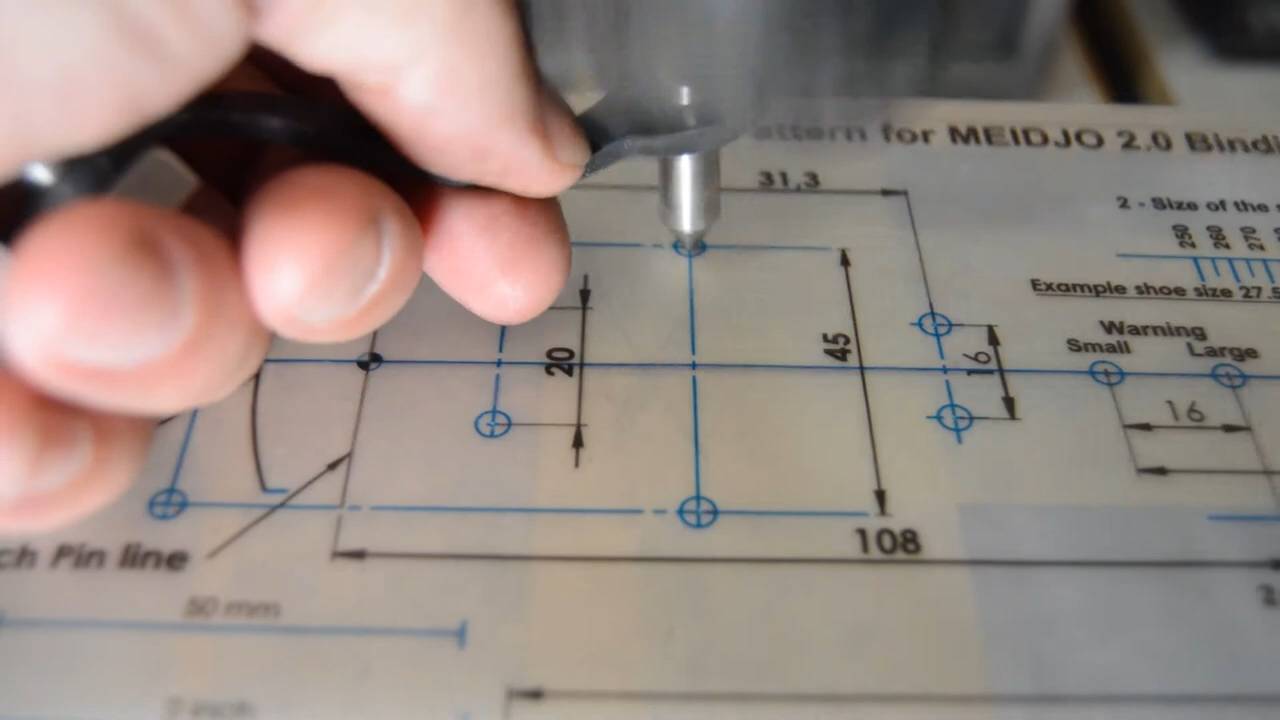 attern for MEIDJO 2.0 Bindi
31,3
2 - Size of the
250
260
270
Example shoe size 27.5
Warning
Small
Large
20
45
16
16
108
ch Pin line
50 mm